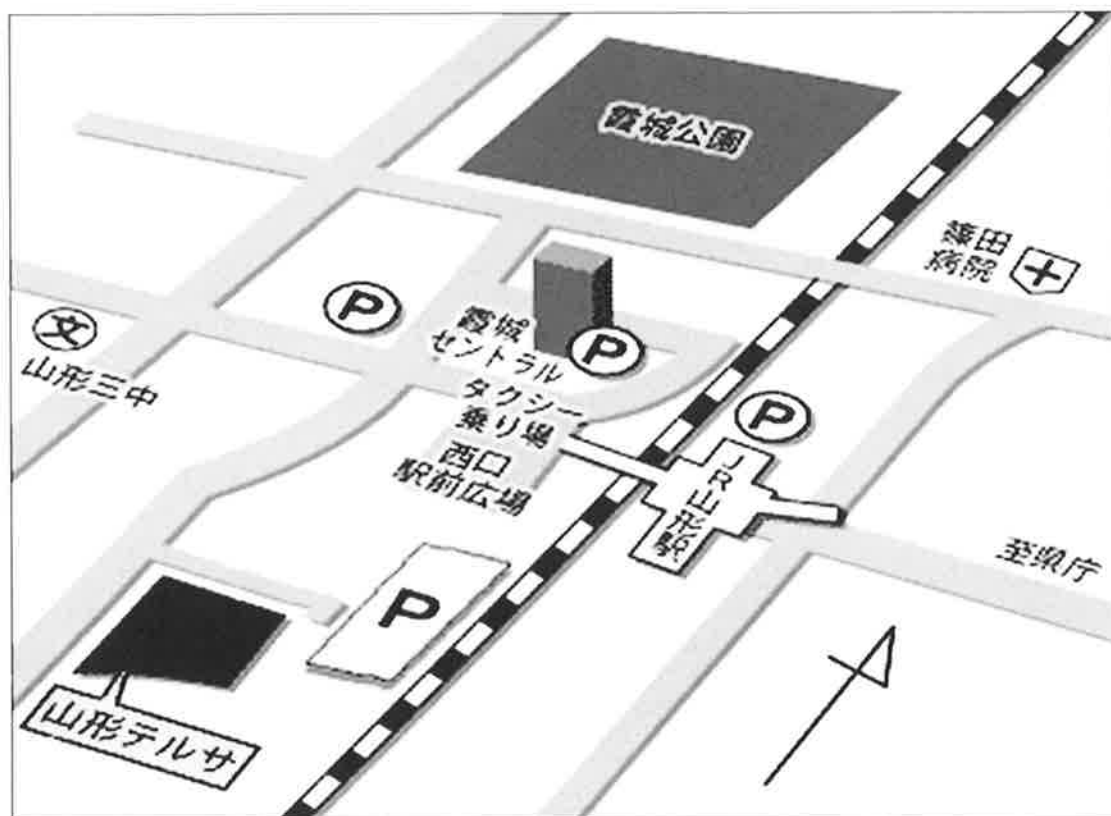 霞城公園
篠田
病院
P
文
山形三中
霞城
セントラル
P
タクシー
乗り場
西口
駅前広場
P
JR山形駅
至県庁
P
山形テルサ